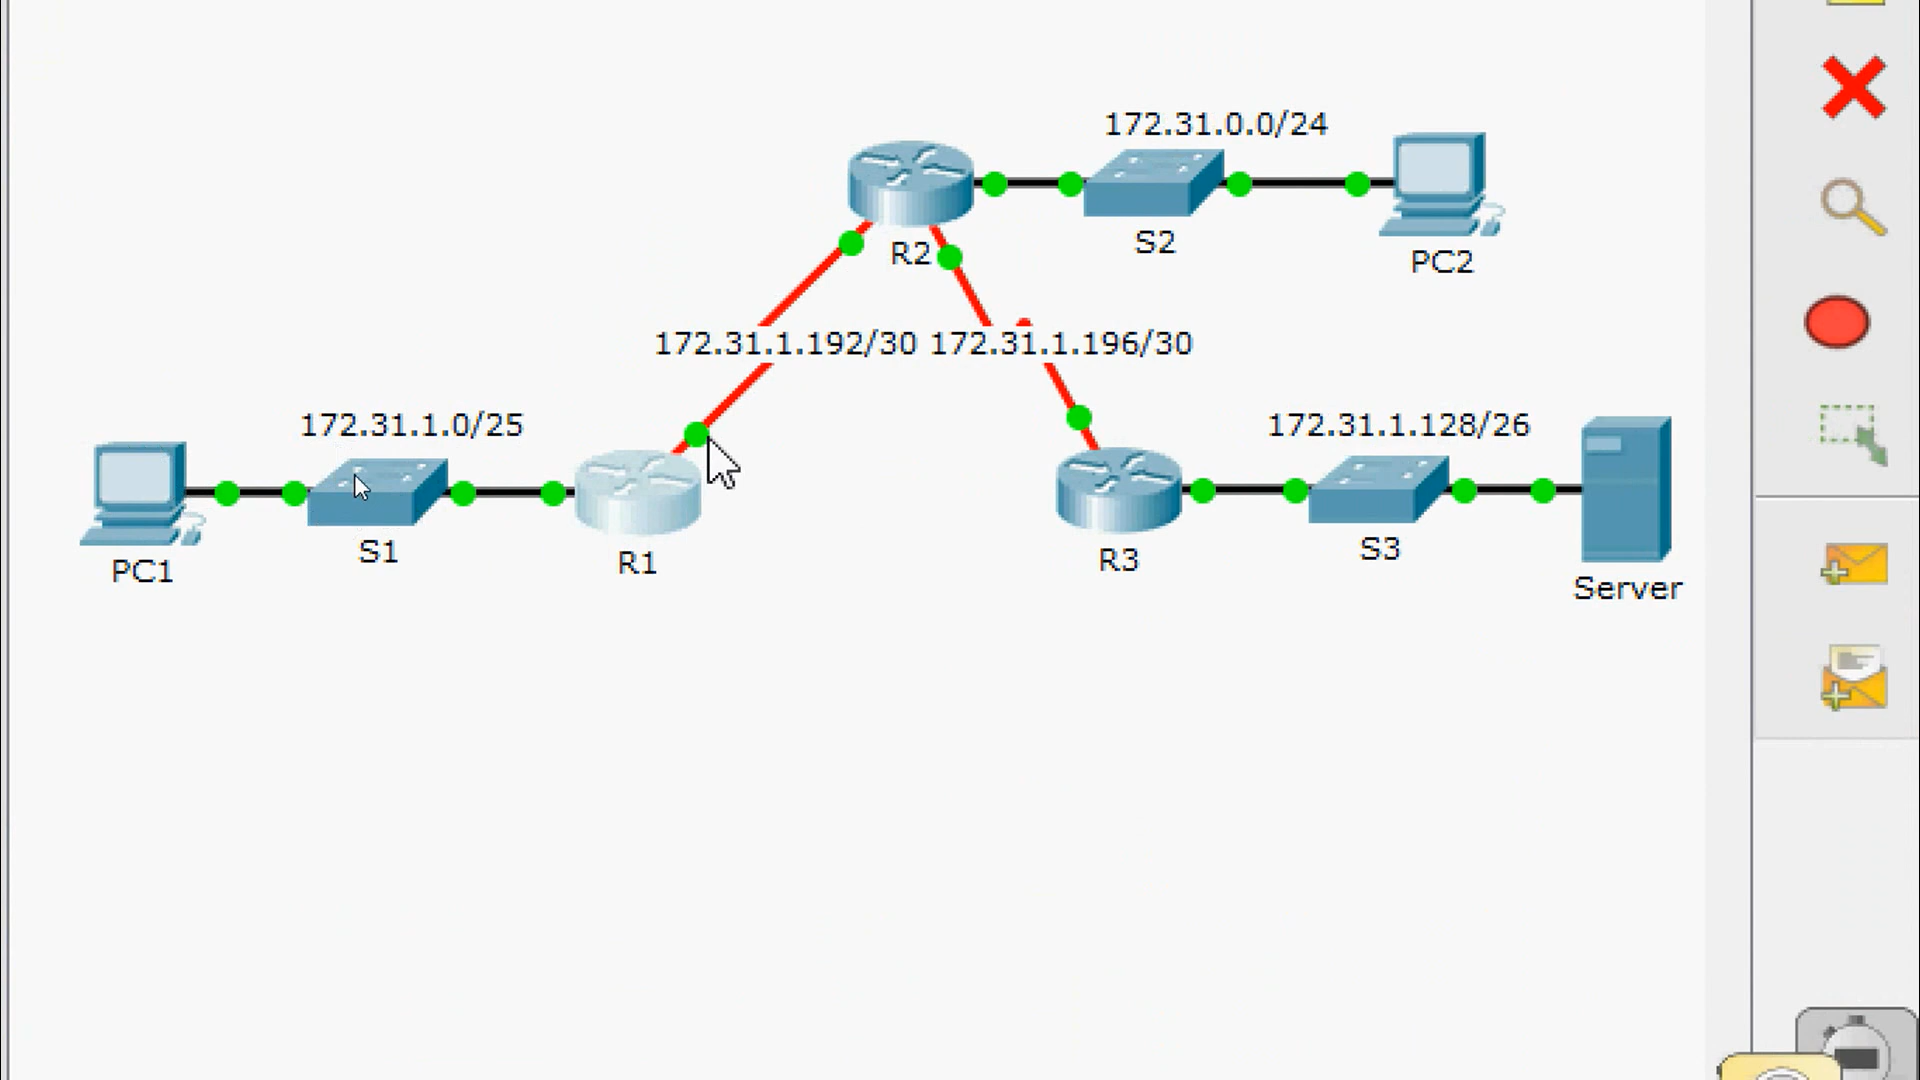 172.31.0.0/24
R2
S2
PC2
172.31.1.192/30 172.31.1.196/30
172.31.1.0/25
172.31.1.128/26
PC1
S1
R1
R3
S3
Server